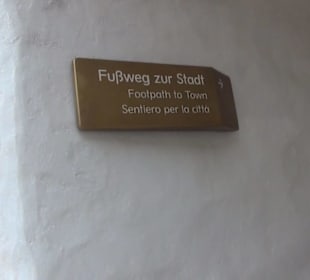 Fußweg zur Stadt
Footpath to Town
Sentiero per la città